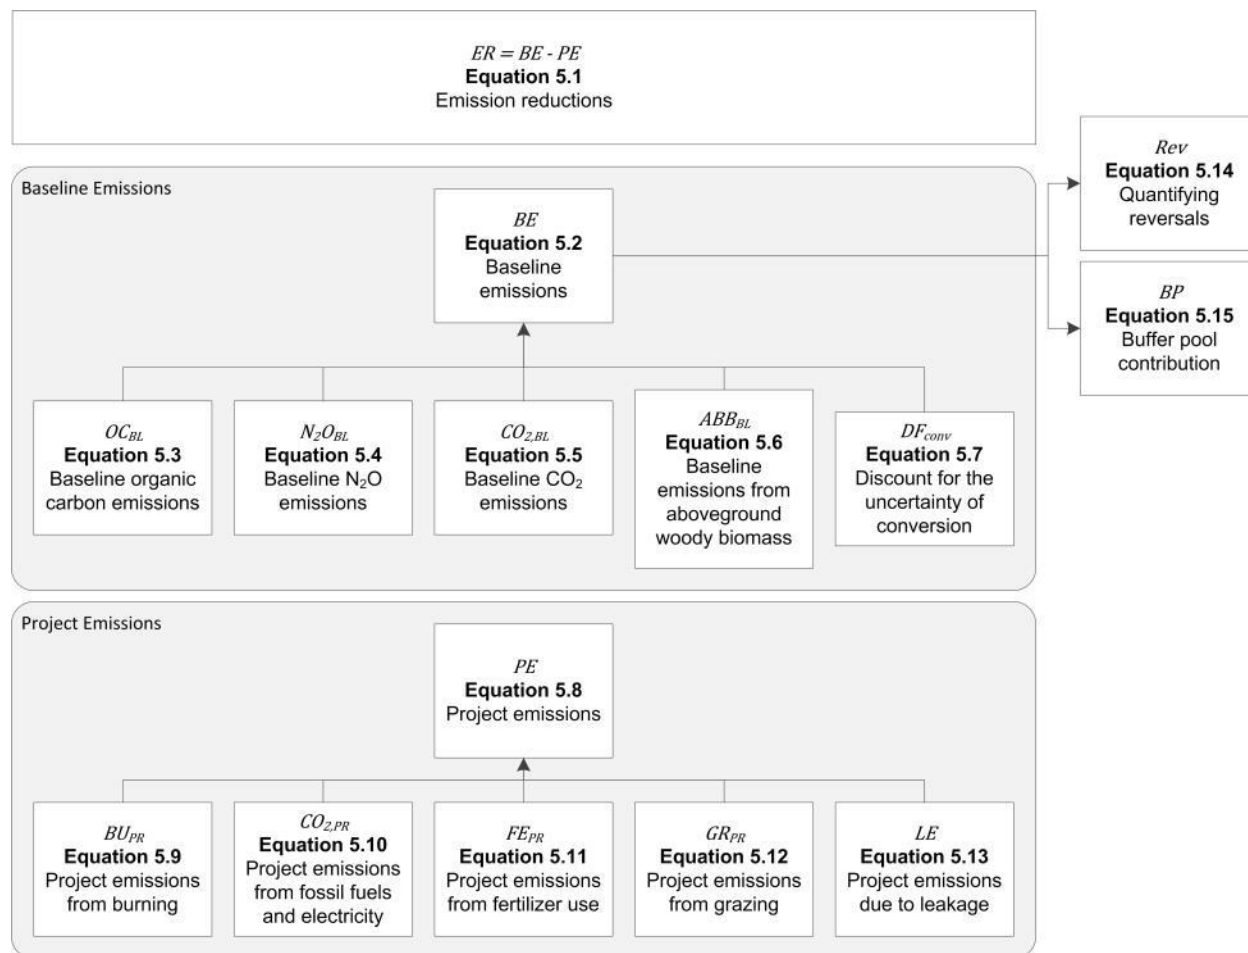 ER = BE - PE
Equation 5.1
Emission reductions
Rev
Equation 5.14
Quantifying
reversals
BP
Equation 5.15
Buffer pool
contribution
Baseline Emissions
BE
Equation 5.2
Baseline
emissions
OC_BL
Equation 5.3
Baseline organic
carbon emissions
N₂O_BL
Equation 5.4
Baseline N₂O
emissions
CO₂,BL
Equation 5.5
Baseline CO₂
emissions
ABB_BL
Equation 5.6
Baseline
emissions from
aboveground
woody biomass
DF_conv
Equation 5.7
Discount for the
uncertainty of
conversion
Project Emissions
PE
Equation 5.8
Project emissions
BU_PR
Equation 5.9
Project emissions
from burning
CO₂,PR
Equation 5.10
Project emissions
from fossil fuels
and electricity
FE_PR
Equation 5.11
Project emissions
from fertilizer use
GR_PR
Equation 5.12
Project emissions
from grazing
LE
Equation 5.13
Project emissions
due to leakage